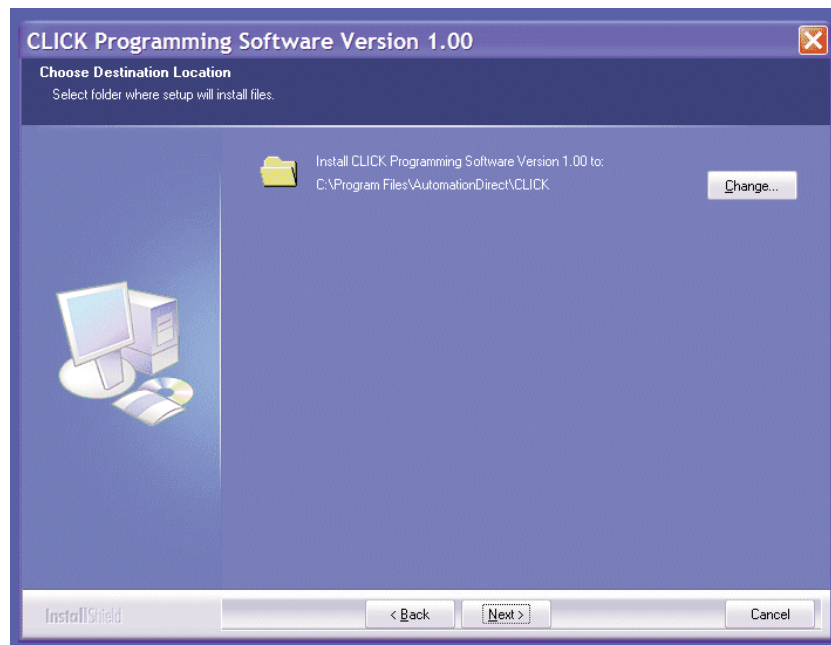 CLICK Programming Software Version 1.00
Choose Destination Location
Select folder where setup will install files.
Install CLICK Programming Software Version 1.00 to:
C:\Program Files\AutomationDirect\CLICK
Change...
InstallShield
< Back
Next >
Cancel